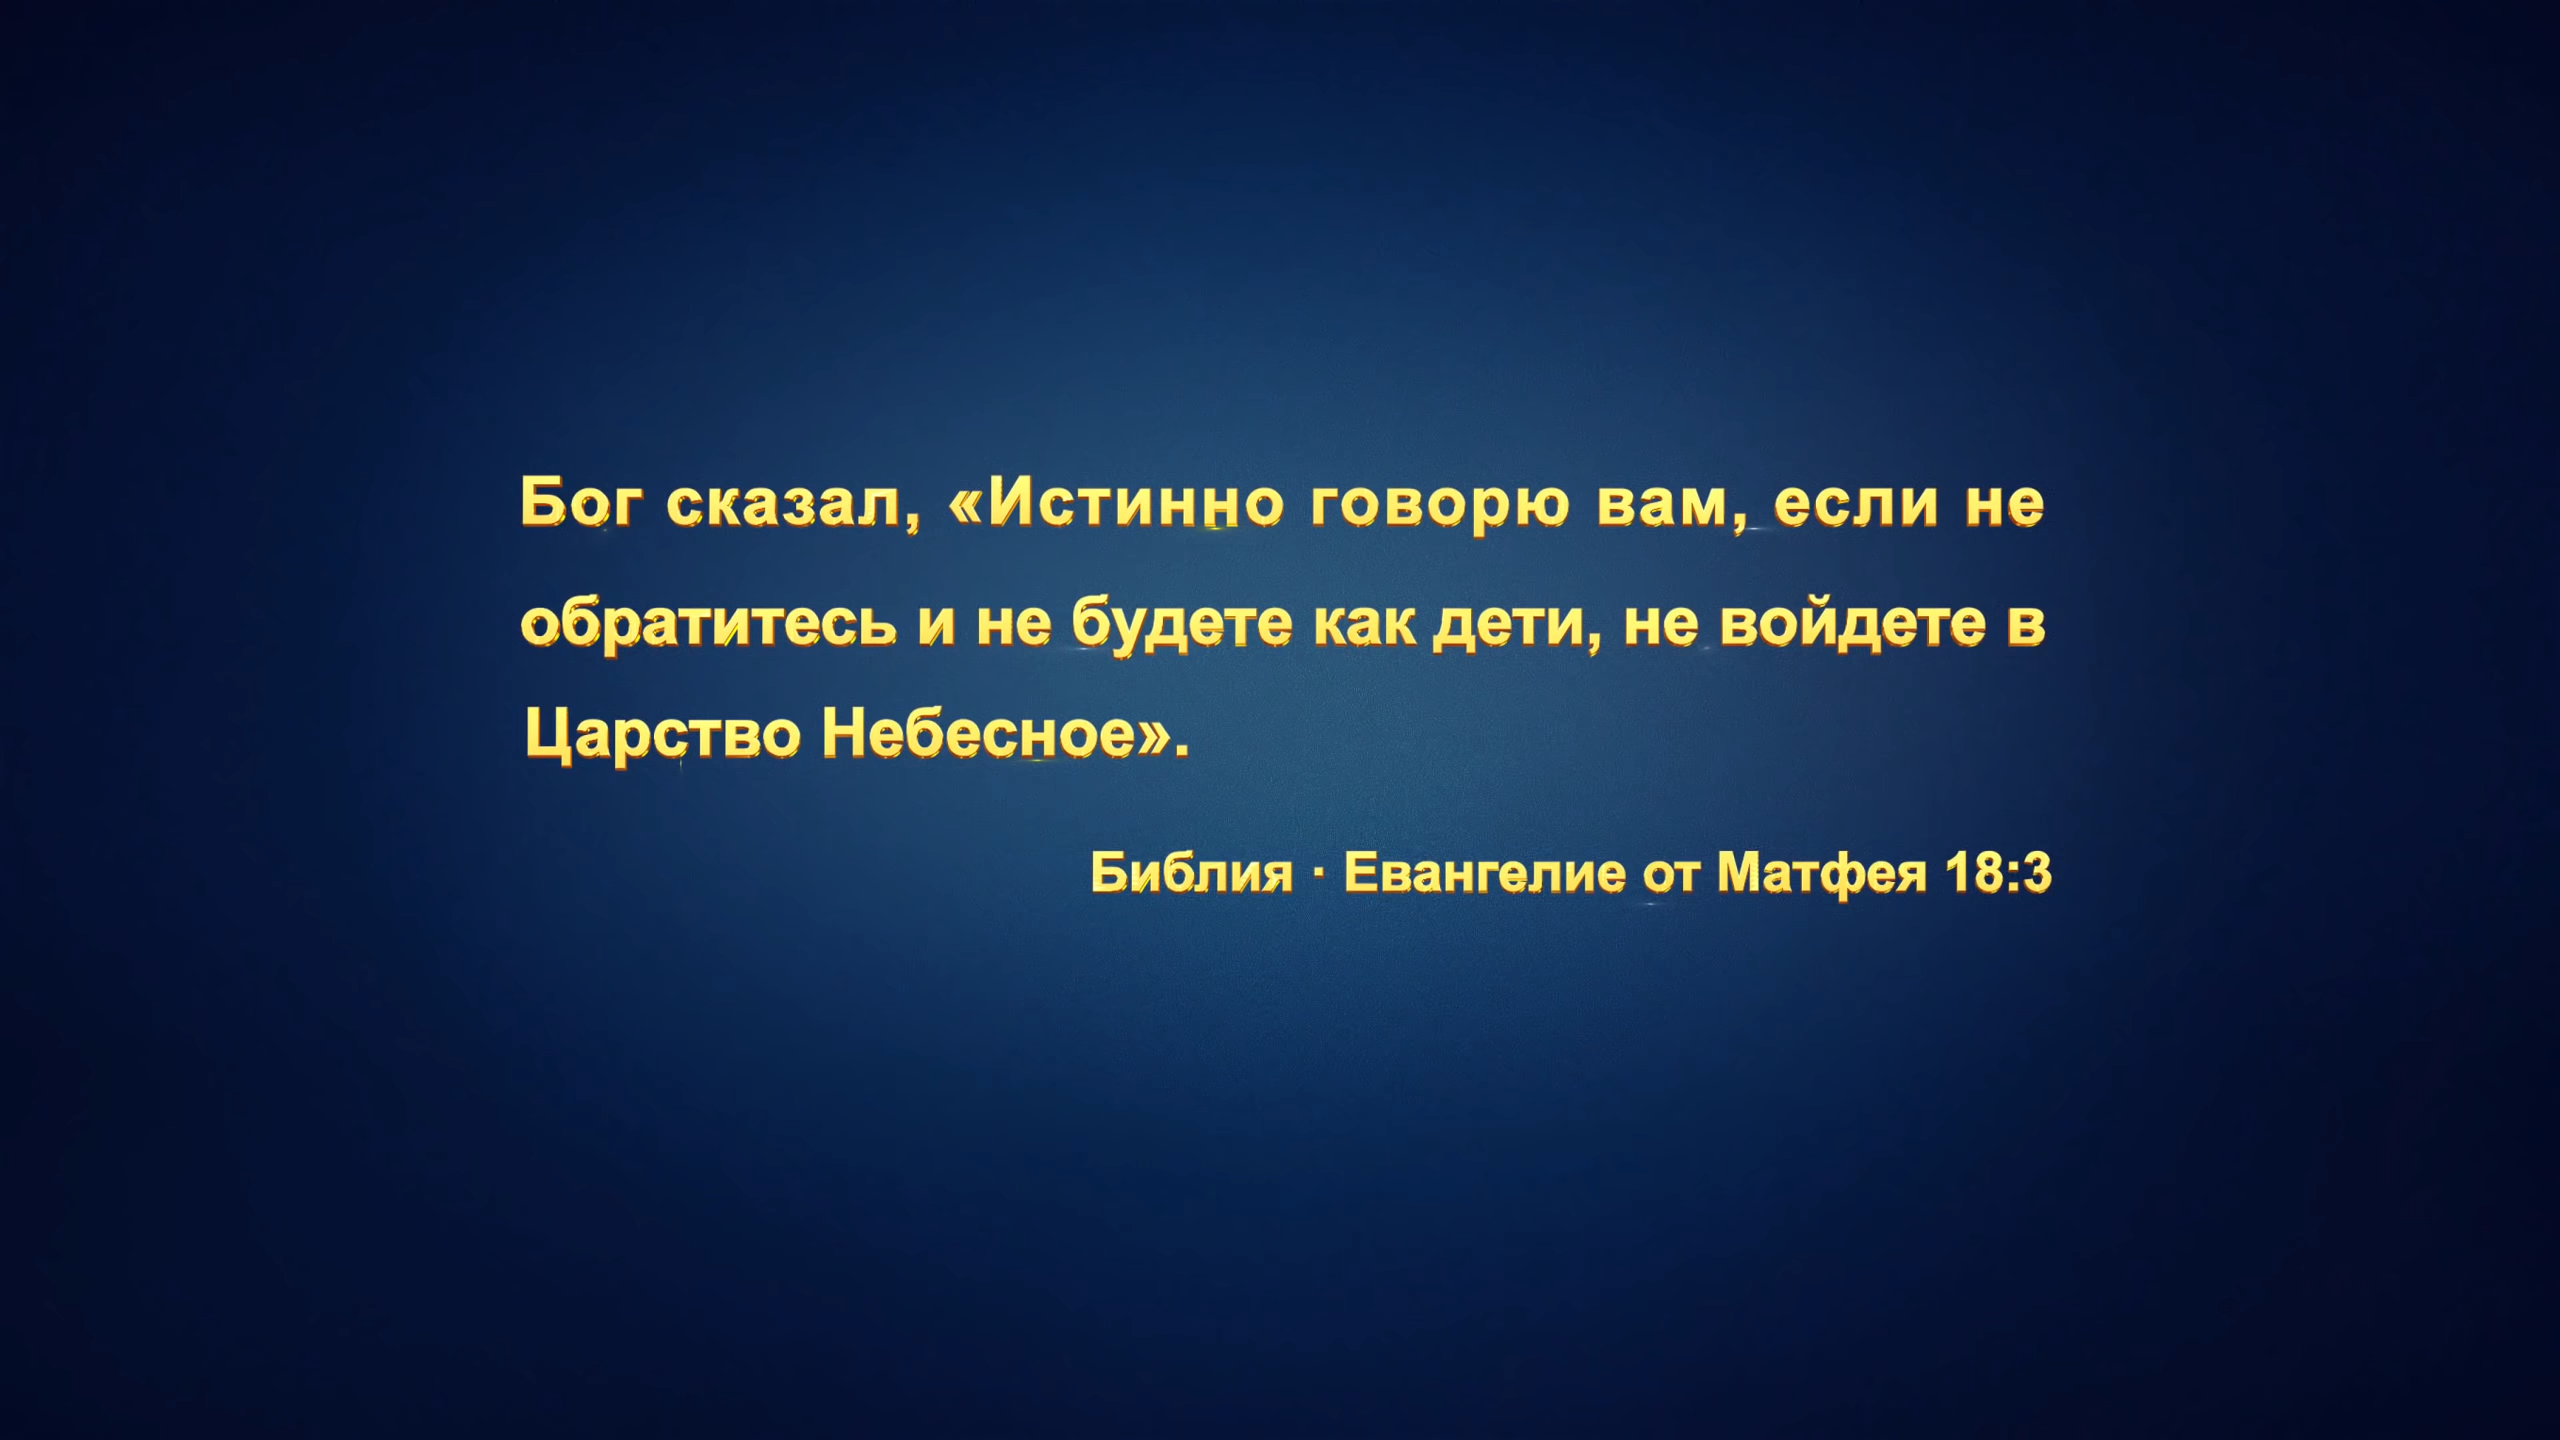 Бог сказал, «Истинно говорю вам, если не
обратитесь и не будете как дети, не войдете в
Царство Небесное».
Библия · Евангелие от Матфея 18:3